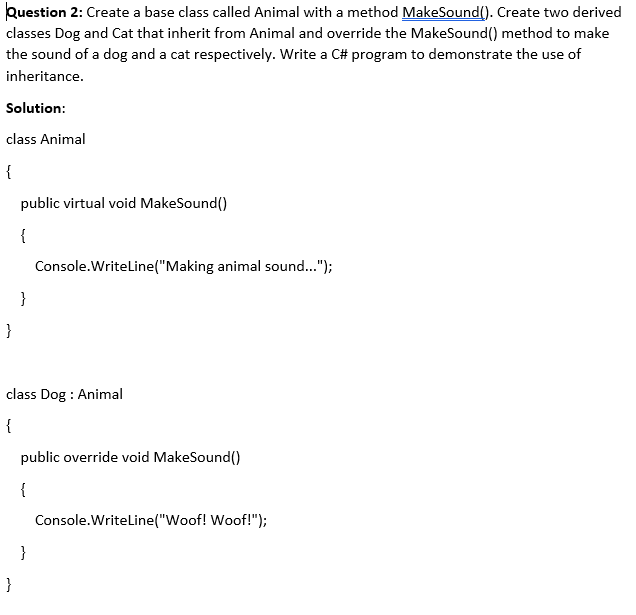 Question 2: Create a base class called Animal with a method MakeSound(). Create two derived
classes Dog and Cat that inherit from Animal and override the MakeSound() method to make
the sound of a dog and a cat respectively. Write a C# program to demonstrate the use of
inheritance.
Solution:
class Animal
{
public virtual void MakeSound()
{
Console.WriteLine("Making animal sound...");
}
}
class Dog : Animal
{
public override void MakeSound()
{
Console.WriteLine("Woof! Woof!");
}
}